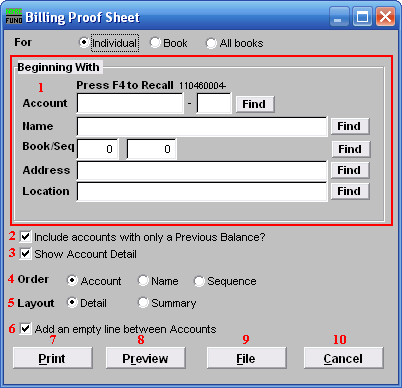 FUND Billing Proof Sheet
For Individual Book All books
Beginning With
1 Press F4 to Recall 110460004-
Account - Find
Name Find
Book/Seq 0 0 Find
Address Find
Location Find
2 Include accounts with only a Previous Balance?
3 Show Account Detail
4 Order Account Name Sequence
5 Layout Detail Summary
6 Add an empty line between Accounts
7 8 9 10
Print Preview File Cancel